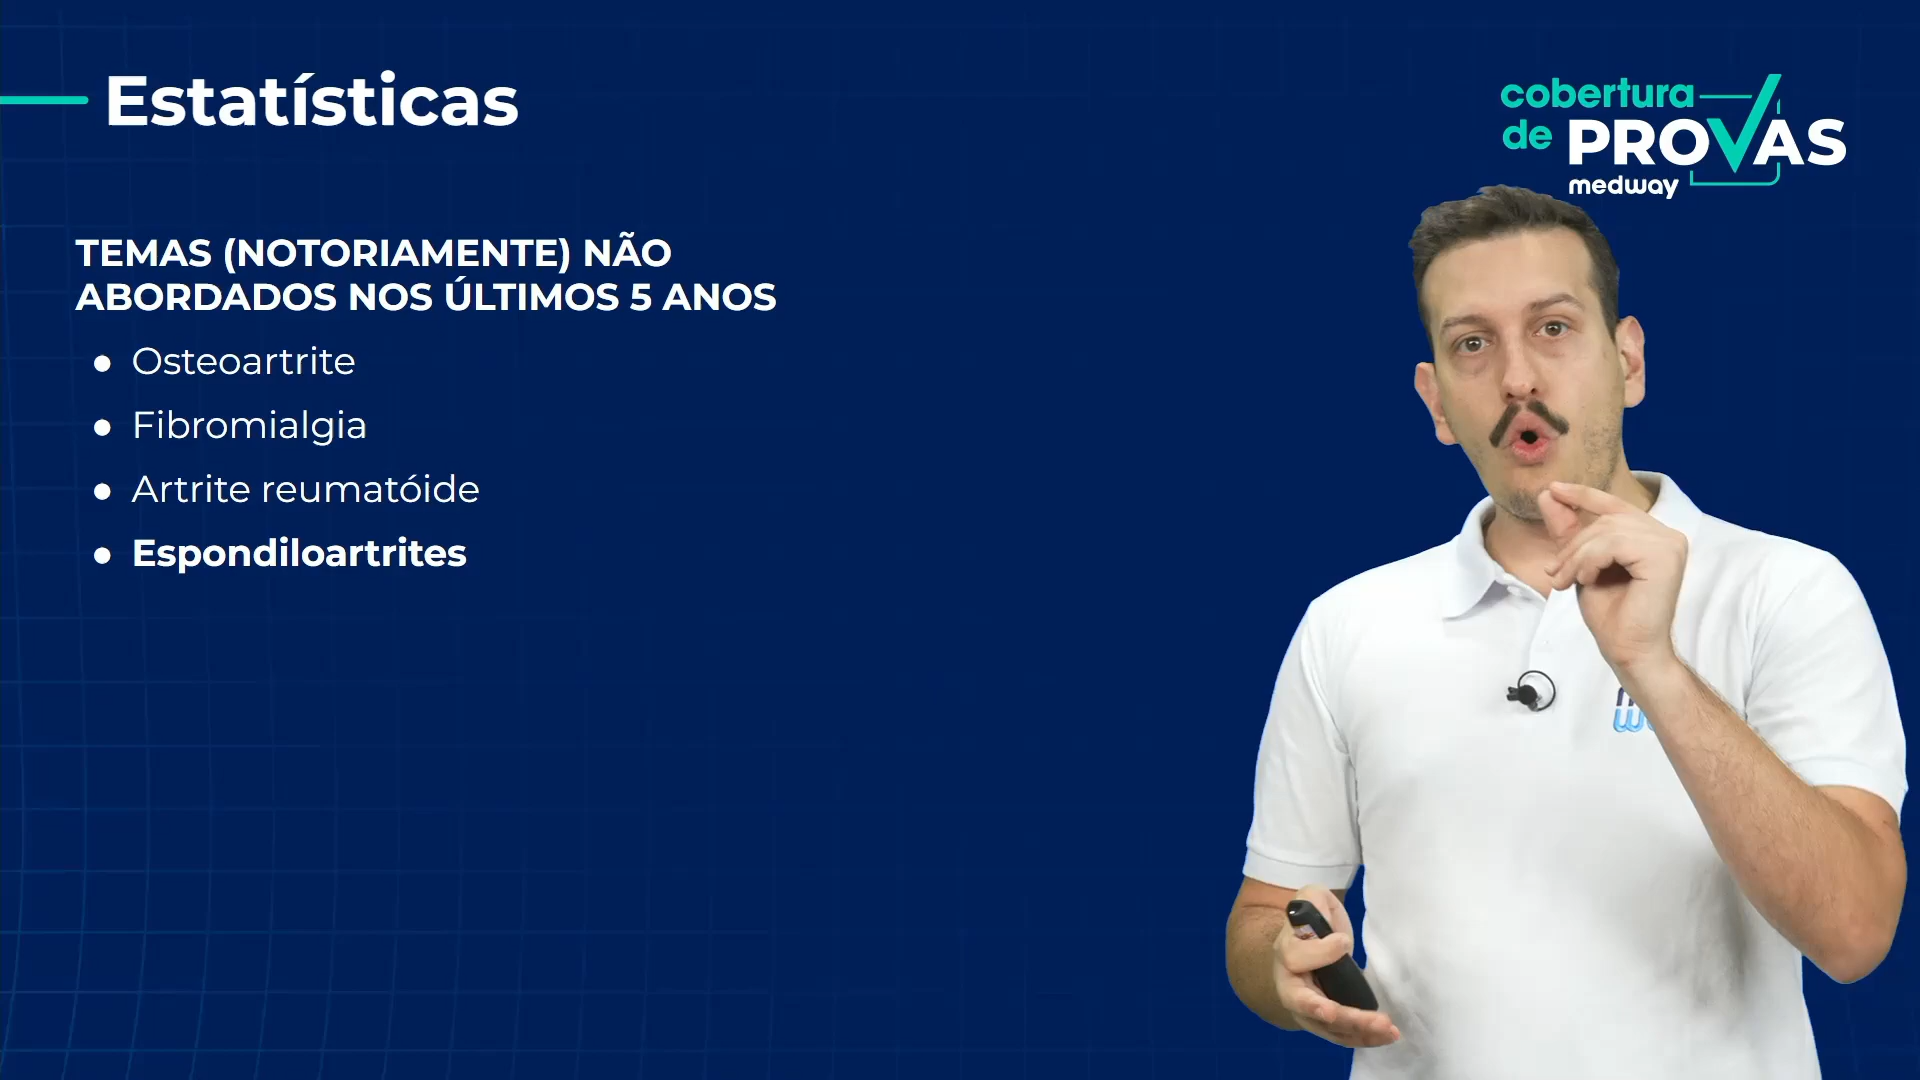 Estatísticas
cobertura
de PROVAS
medway
TEMAS (NOTORIAMENTE) NÃO
ABORDADOS NOS ÚLTIMOS 5 ANOS
● Osteoartrite
● Fibromialgia
● Artrite reumatóide
● Espondiloartrites